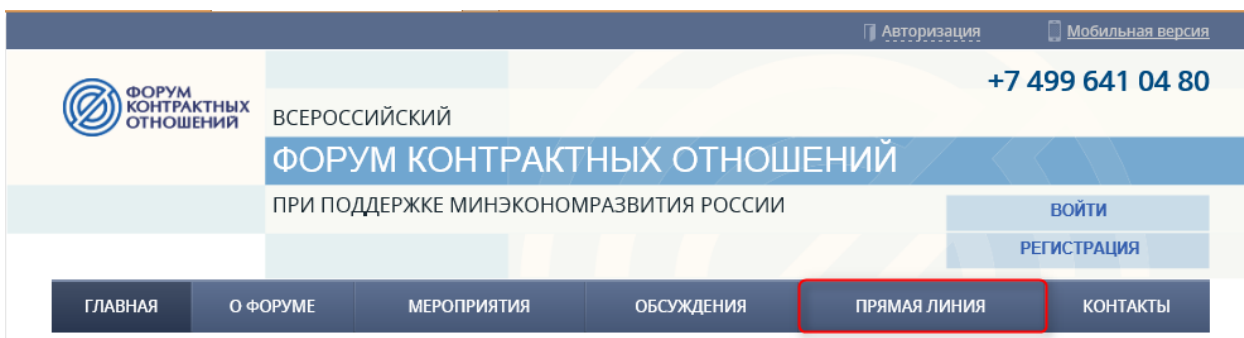 Авторизация Мобильная версия
+7 499 641 04 80
ФОРУМ
КОНТРАКТНЫХ
ОТНОШЕНИЙ
ВСЕРОССИЙСКИЙ
ФОРУМ КОНТРАКТНЫХ ОТНОШЕНИЙ
ПРИ ПОДДЕРЖКЕ МИНЭКОНОМРАЗВИТИЯ РОССИИ
ВОЙТИ
РЕГИСТРАЦИЯ
ГЛАВНАЯ О ФОРУМЕ МЕРОПРИЯТИЯ ОБСУЖДЕНИЯ ПРЯМАЯ ЛИНИЯ КОНТАКТЫ